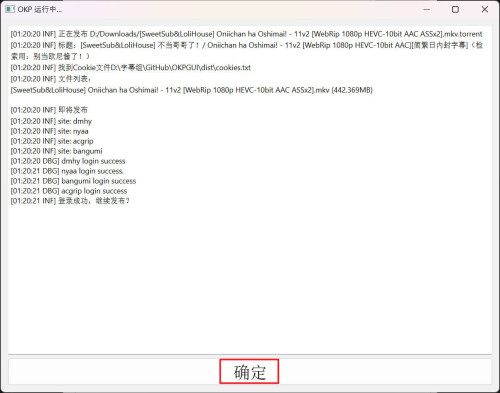 OKP 运行中...
[01:20:20 INF] 正在发布 D:/Downloads/[SweetSub&LoliHouse] Oniichan ha Oshimai! - 11v2 [WebRip 1080p HEVC-10bit AAC ASSx2].mkv.torrent
[01:20:20 INF] 标题：[SweetSub&LoliHouse] 不当哥哥了！/ Oniichan ha Oshimai! - 11v2 [WebRip 1080p HEVC-10bit AAC][简繁日内封字幕]（检
索用：别当欧尼酱了！）
[01:20:20 INF] 找到Cookie文件D:\字幕组\GitHub\OKPGUI\dist\cookies.txt
[01:20:20 INF] 文件列表：
[SweetSub&LoliHouse] Oniichan ha Oshimai! - 11v2 [WebRip 1080p HEVC-10bit AAC ASSx2].mkv (442.369MB)
[01:20:20 INF] 即将发布
[01:20:20 INF] site: dmhy
[01:20:20 INF] site: nyaa
[01:20:20 INF] site: acgrip
[01:20:20 INF] site: bangumi
[01:20:20 DBG] dmhy login success
[01:20:21 DBG] nyaa login success.
[01:20:21 DBG] bangumi login success
[01:20:21 DBG] acgrip login success
[01:20:21 INF] 登录成功，继续发布？
确定